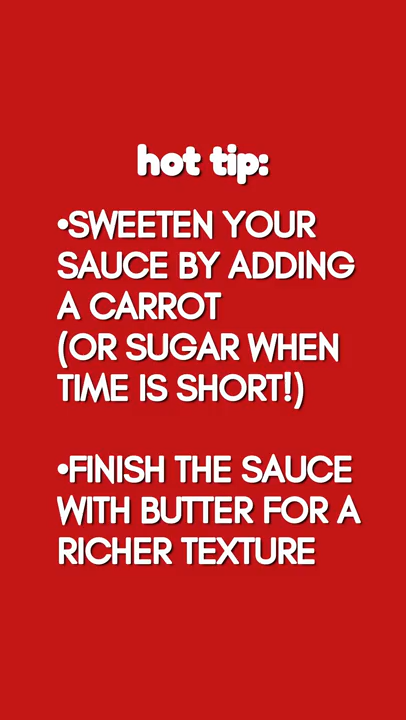 hot tip:
•SWEETEN YOUR
SAUCE BY ADDING
A CARROT
(OR SUGAR WHEN
TIME IS SHORT!)
•FINISH THE SAUCE
WITH BUTTER FOR A
RICHER TEXTURE